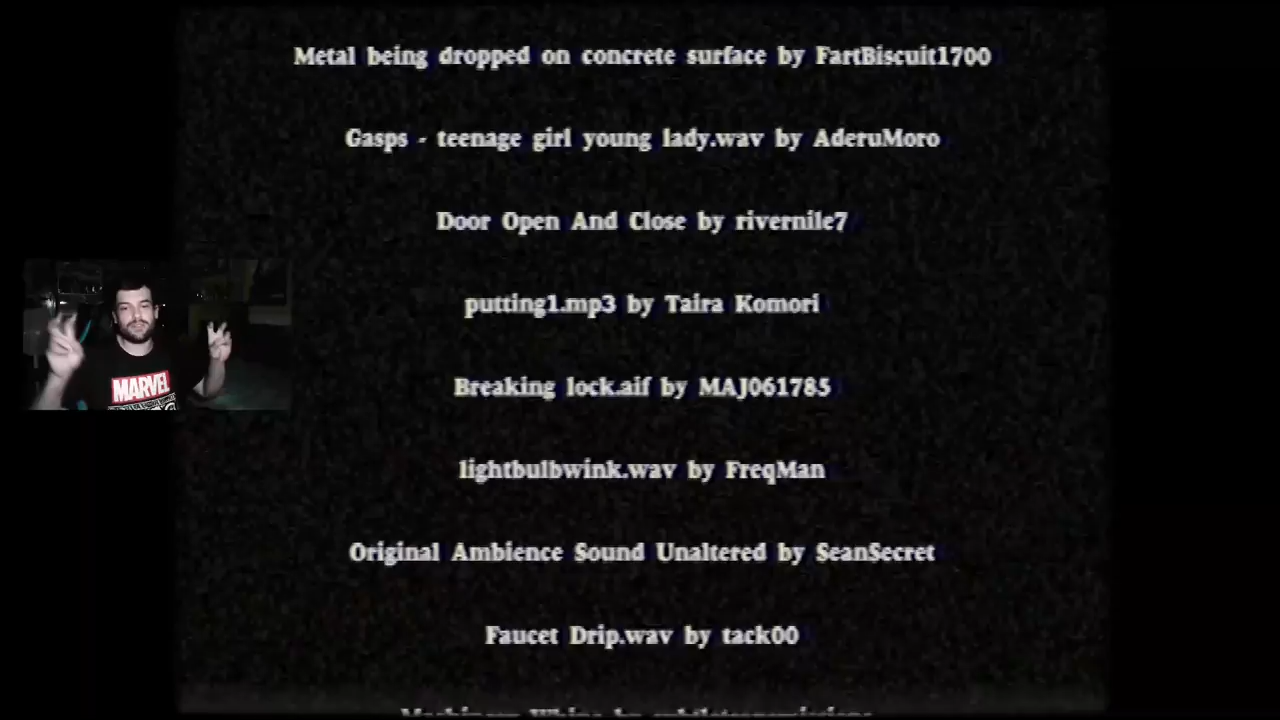 Metal being dropped on concrete surface by FartBiscuit1700
Gasps - teenage girl young lady.wav by AderuMoro
Door Open And Close by rivernile7
putting1.mp3 by Taira Komori
MARVEL
Breaking lock.aif by MAJ061785
lightbulbwink.wav by FreqMan
Original Ambience Sound Unaltered by SeanSecret
Faucet Drip.wav by tack00